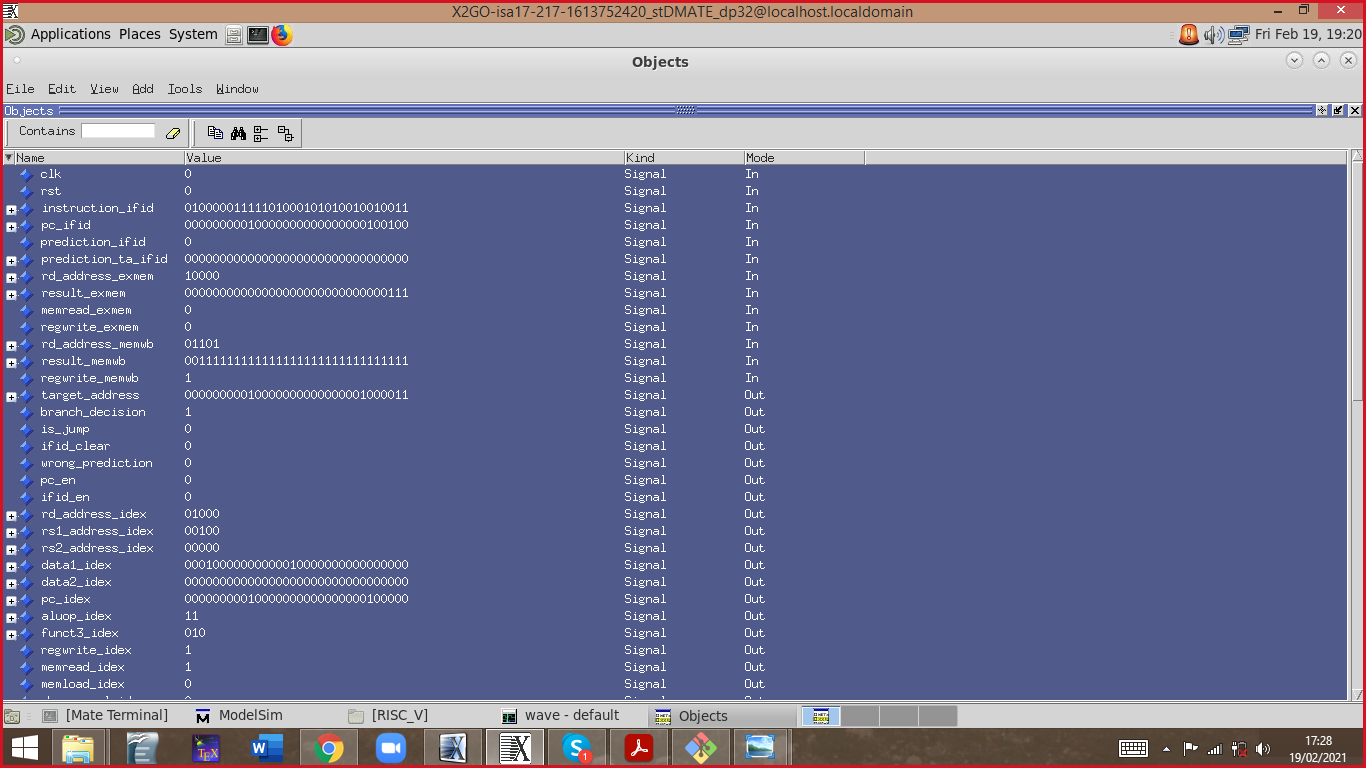 X2GO-isa17-217-1613752420_stDMATE_dp32@localhost.localdomain
Applications Places System Fri Feb 19, 19:20
Objects
File Edit View Add Tools Window
Objects
Contains
Name Value Kind Mode
clk 0 Signal In
rst 0 Signal In
instruction_ifid 01000001111101000101010010010011 Signal In
pc_ifid 00000000010000000000000000100100 Signal In
prediction_ifid 0 Signal In
prediction_ta_ifid 00000000000000000000000000000000 Signal In
rd_address_exmem 10000 Signal In
result_exmem 00000000000000000000000000000111 Signal In
memread_exmem 0 Signal In
regwrite_exmem 0 Signal In
rd_address_memwb 01101 Signal In
result_memwb 00111111111111111111111111111111 Signal In
regwrite_memwb 1 Signal In
target_address 00000000010000000000000001000011 Signal Out
branch_decision 1 Signal Out
is_jump 0 Signal Out
ifid_clear 0 Signal Out
wrong_prediction 0 Signal Out
pc_en 0 Signal Out
ifid_en 0 Signal Out
rd_address_idex 01000 Signal Out
rs1_address_idex 00100 Signal Out
rs2_address_idex 00000 Signal Out
data1_idex 00010000000000010000000000000000 Signal Out
data2_idex 00000000000000000000000000000000 Signal Out
pc_idex 00000000010000000000000000100000 Signal Out
aluop_idex 11 Signal Out
funct3_idex 010 Signal Out
regwrite_idex 1 Signal Out
memread_idex 1 Signal Out
memload_idex 0 Signal Out
[Mate Terminal] ModelSim [RISC_V] wave - default Objects
17:28
19/02/2021